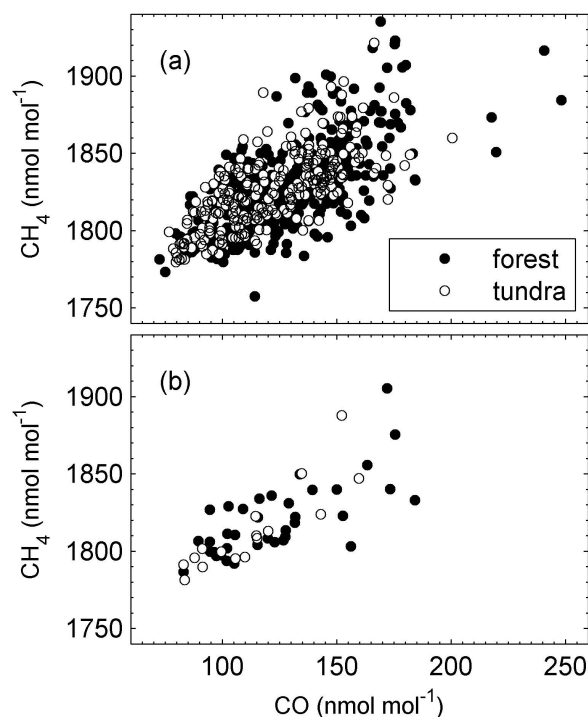 (a)
CH₄ (nmol mol⁻¹)
1900
1850
1800
1750
forest
tundra
(b)
CH₄ (nmol mol⁻¹)
1900
1850
1800
1750
100 150 200 250
CO (nmol mol⁻¹)